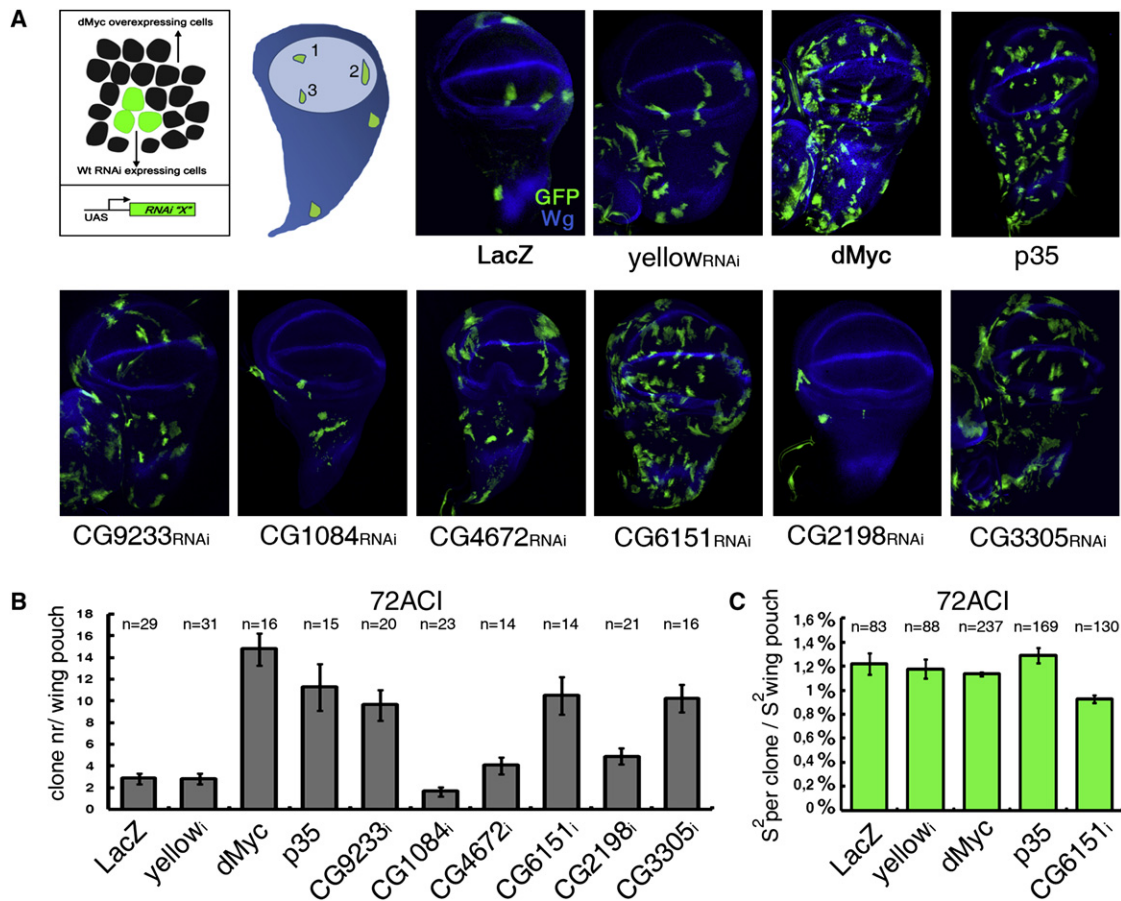 A
dMyc overexpressing cells
Wt RNAi expressing cells
UAS
RNAi "X"
1
2
3
GFP
Wg
LacZ
yellowRNAi
dMyc
p35
CG9233RNAi
CG1084RNAi
CG4672RNAi
CG6151RNAi
CG2198RNAi
CG3305RNAi
B
72ACI
clone nr/ wing pouch
18
16
14
12
10
8
6
4
2
0
n=29
n=31
n=16
n=15
n=20
n=23
n=14
n=14
n=21
n=16
LacZ
yellowi
dMyc
p35
CG9233i
CG1084i
CG4672i
CG6151i
CG2198i
CG3305i
C
72ACI
S²per clone / S²wing pouch
1,6 %
1,4 %
1,2 %
1 %
0,8 %
0,6 %
0,4 %
0,2 %
0 %
n=83
n=88
n=237
n=169
n=130
LacZ
yellowi
dMyc
p35
CG6151i